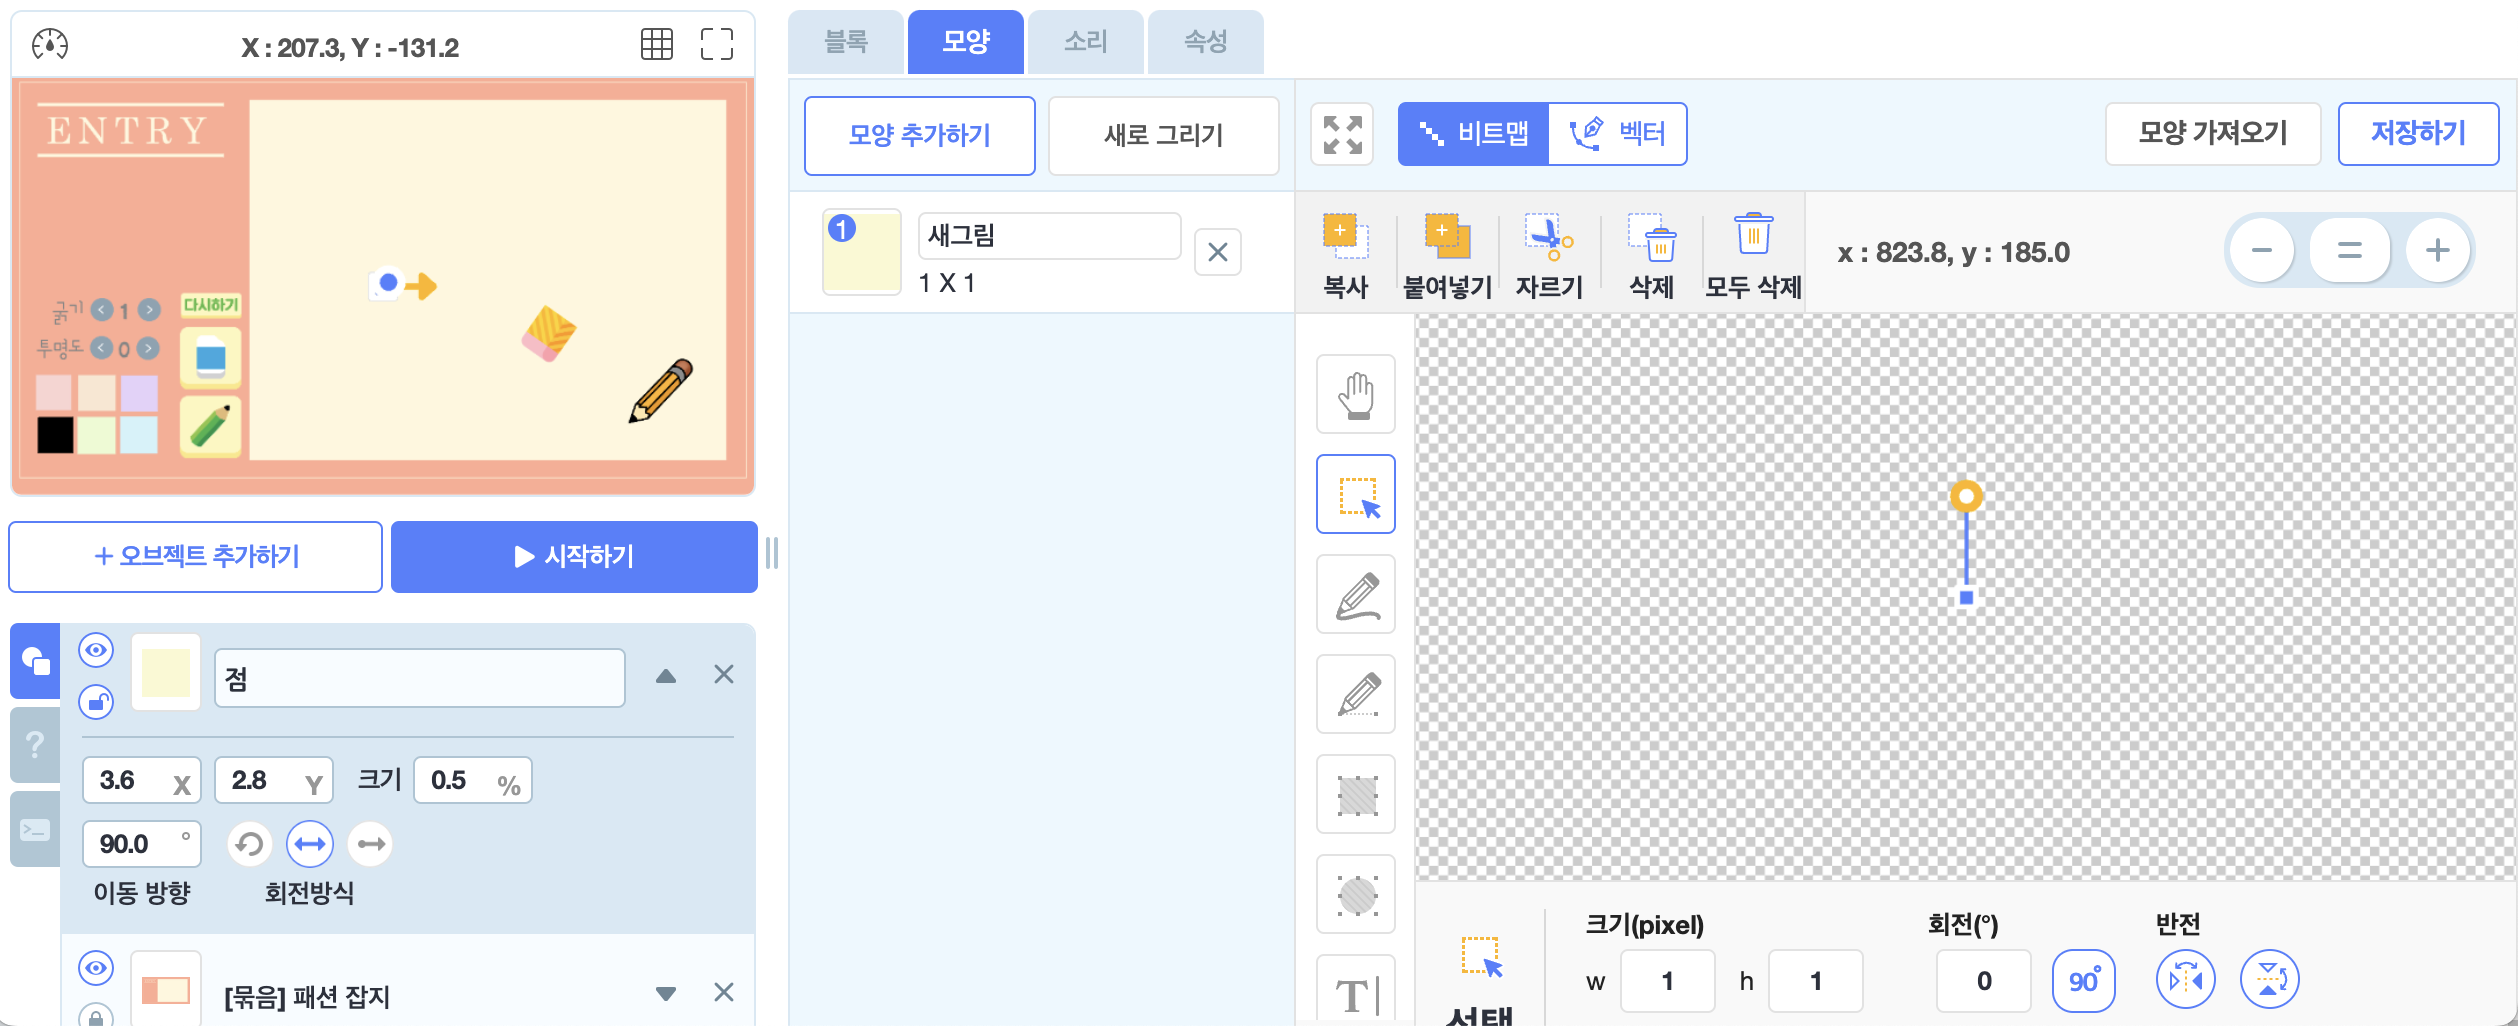 X : 207.3, Y : -131.2
ENTRY
굵기 1
다시하기
투명도 0
+ 오브젝트 추가하기
시작하기
점
3.6 X
2.8 Y
크기 0.5 %
90.0 °
이동 방향
회전방식
[묶음] 패션 잡지
?
>_
블록
모양
소리
속성
모양 추가하기
새로 그리기
1
새그림
1 X 1
비트맵
벡터
모양 가져오기
저장하기
복사
붙여넣기
자르기
삭제
모두 삭제
x : 823.8, y : 185.0
T
선택
크기(pixel)
w 1 h 1
회전(°)
0
90°
반전